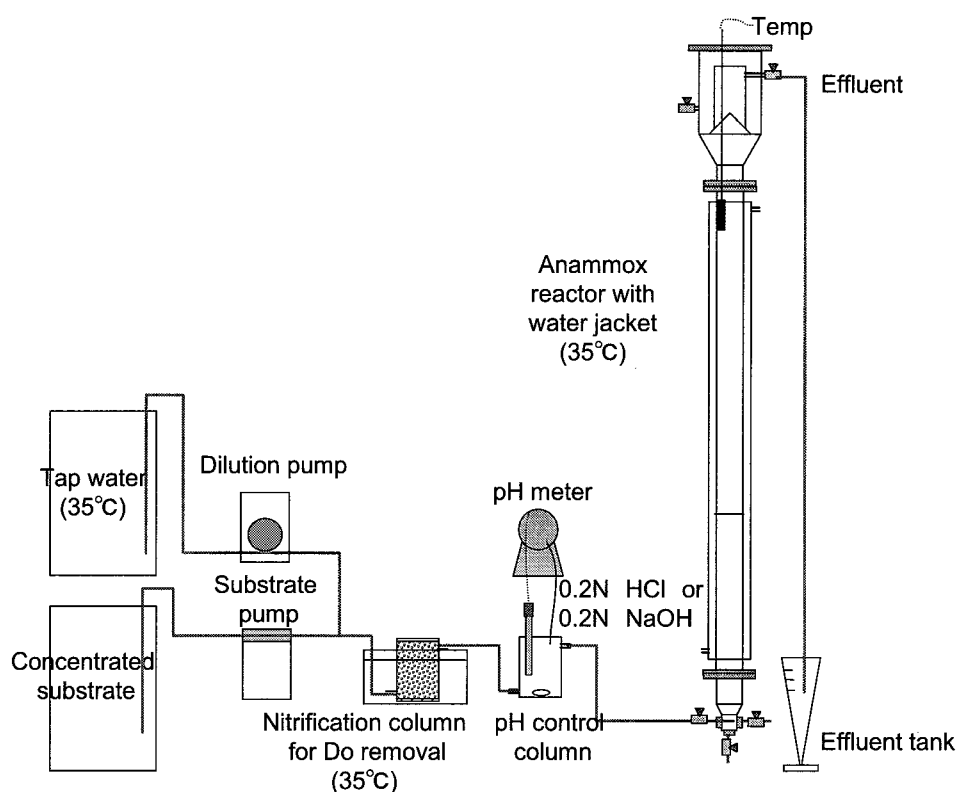 Temp
Effluent
Anammox
reactor with
water jacket
(35℃)
Tap water
(35℃)
Dilution pump
pH meter
Substrate
pump
0.2N HCl or
0.2N NaOH
Concentrated
substrate
Nitrification column
for Do removal
(35℃)
pH control
column
Effluent tank